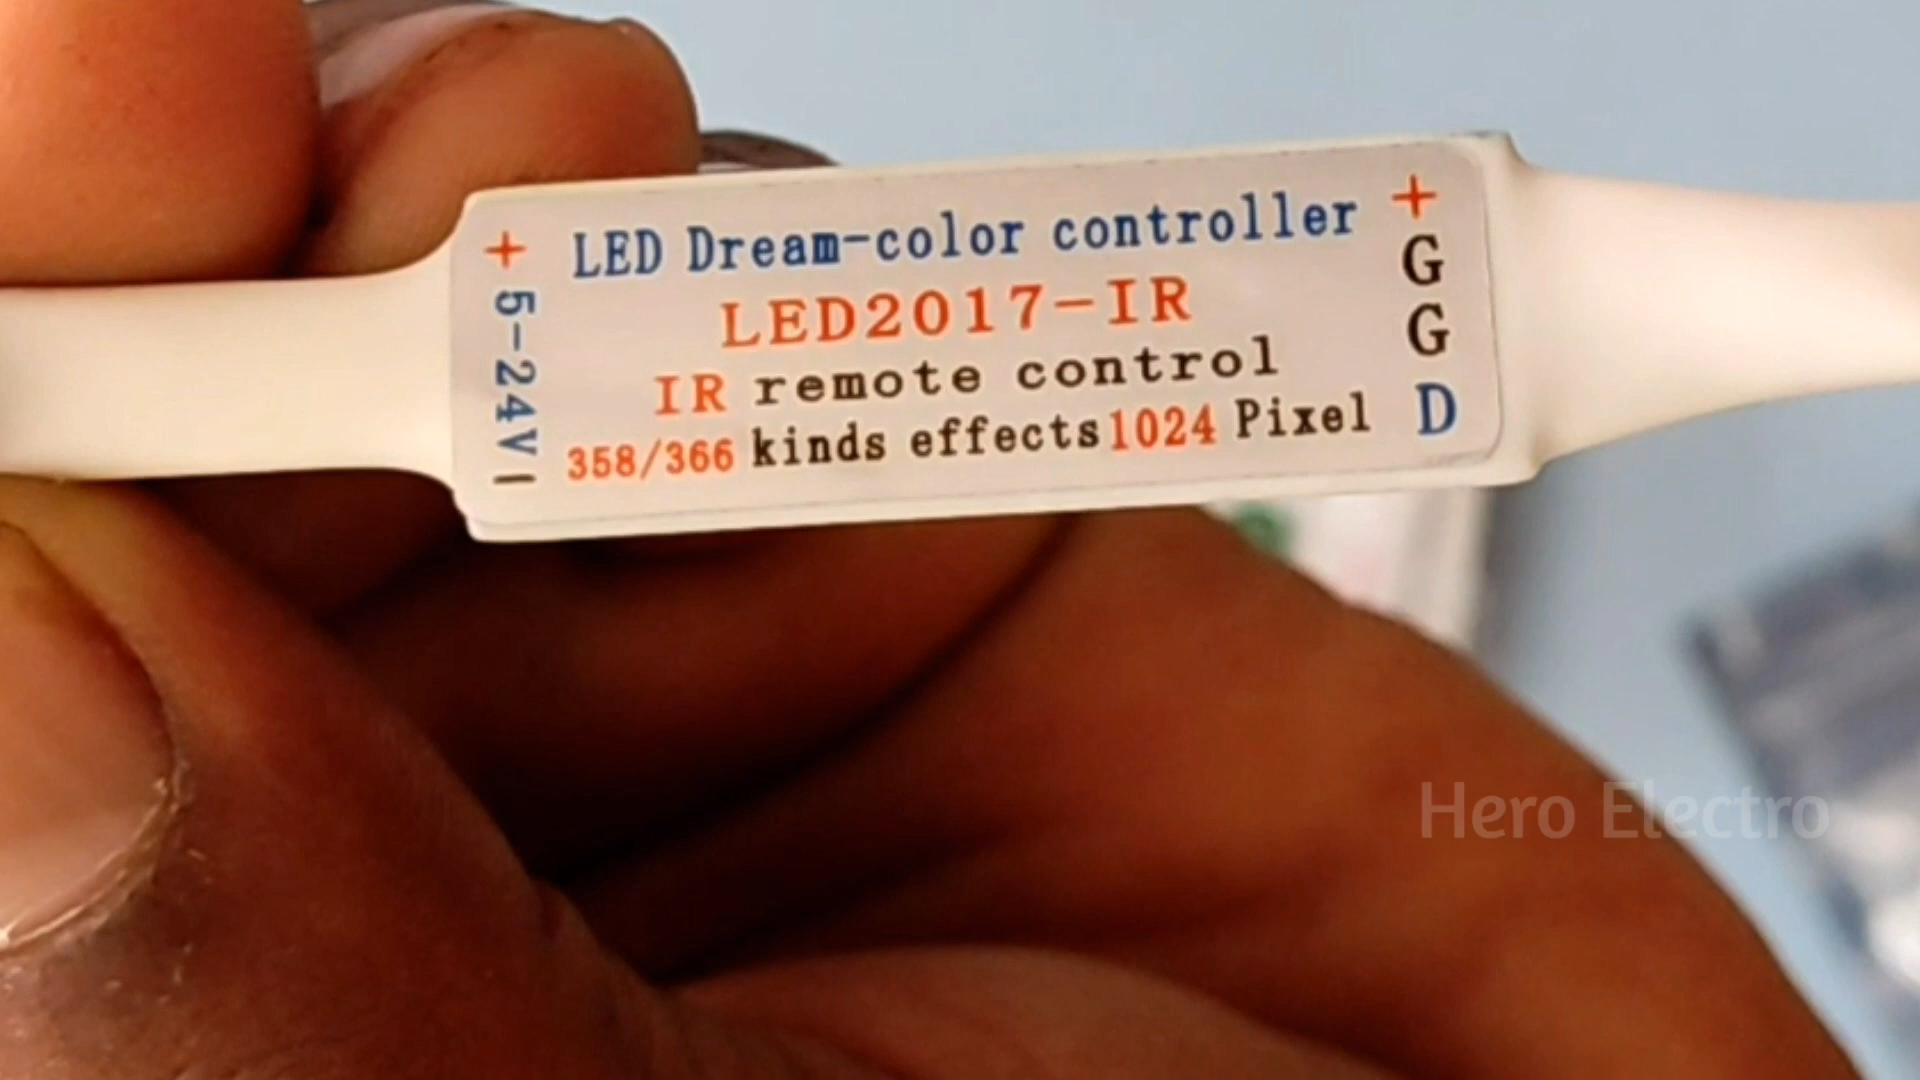 +
5-24V
-
LED Dream-color controller
LED2017-IR
IR remote control
358/366 kinds effects 1024 Pixel
+
G
G
D
Hero Electro